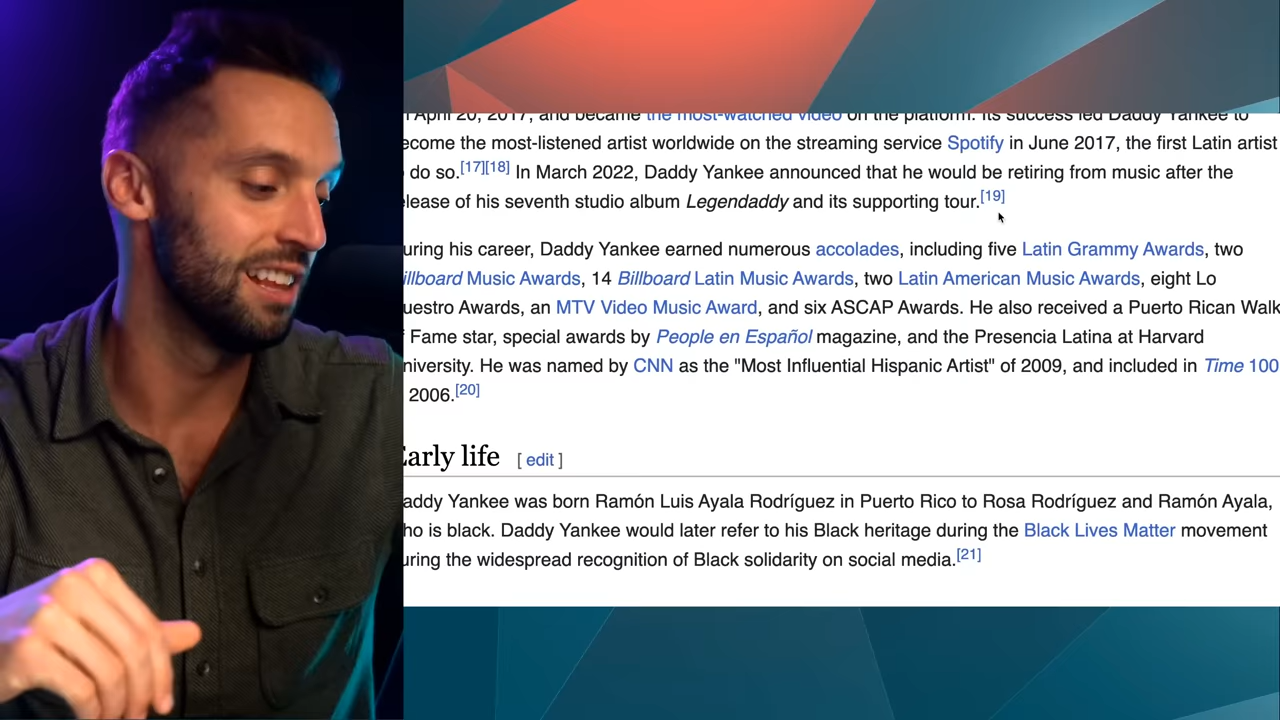 April 20, 2017, and became the most-watched video on the platform. Its success led Daddy Yankee to
ecome the most-listened artist worldwide on the streaming service Spotify in June 2017, the first Latin artist
do so.[17][18] In March 2022, Daddy Yankee announced that he would be retiring from music after the
elease of his seventh studio album Legendaddy and its supporting tour.[19]
uring his career, Daddy Yankee earned numerous accolades, including five Latin Grammy Awards, two
illboard Music Awards, 14 Billboard Latin Music Awards, two Latin American Music Awards, eight Lo
uestro Awards, an MTV Video Music Award, and six ASCAP Awards. He also received a Puerto Rican Walk
f Fame star, special awards by People en Español magazine, and the Presencia Latina at Harvard
niversity. He was named by CNN as the "Most Influential Hispanic Artist" of 2009, and included in Time 100
2006.[20]
Early life [ edit ]
addy Yankee was born Ramón Luis Ayala Rodríguez in Puerto Rico to Rosa Rodríguez and Ramón Ayala,
ho is black. Daddy Yankee would later refer to his Black heritage during the Black Lives Matter movement
uring the widespread recognition of Black solidarity on social media.[21]